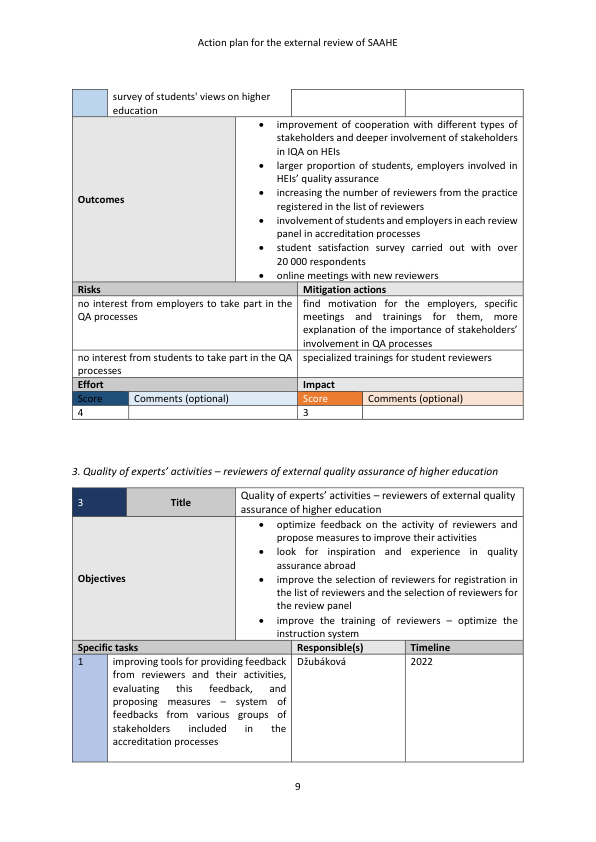 Action plan for the external review of SAAHE
survey of students' views on higher
education
Outcomes
• improvement of cooperation with different types of
stakeholders and deeper involvement of stakeholders
in IQA on HEIs
• larger proportion of students, employers involved in
HEIs’ quality assurance
• increasing the number of reviewers from the practice
registered in the list of reviewers
• involvement of students and employers in each review
panel in accreditation processes
• student satisfaction survey carried out with over
20 000 respondents
• online meetings with new reviewers
Risks Mitigation actions
no interest from employers to take part in the
QA processes
find motivation for the employers, specific
meetings and trainings for them, more
explanation of the importance of stakeholders’
involvement in QA processes
no interest from students to take part in the QA
processes
specialized trainings for student reviewers
Effort Impact
Score Comments (optional) Score Comments (optional)
4 3
3. Quality of experts’ activities – reviewers of external quality assurance of higher education
3 Title
Quality of experts’ activities – reviewers of external quality
assurance of higher education
Objectives
• optimize feedback on the activity of reviewers and
propose measures to improve their activities
• look for inspiration and experience in quality
assurance abroad
• improve the selection of reviewers for registration in
the list of reviewers and the selection of reviewers for
the review panel
• improve the training of reviewers – optimize the
instruction system
Specific tasks Responsible(s) Timeline
1 improving tools for providing feedback
from reviewers and their activities,
evaluating this feedback, and
proposing measures – system of
feedbacks from various groups of
stakeholders included in the
accreditation processes
Džubáková 2022
9